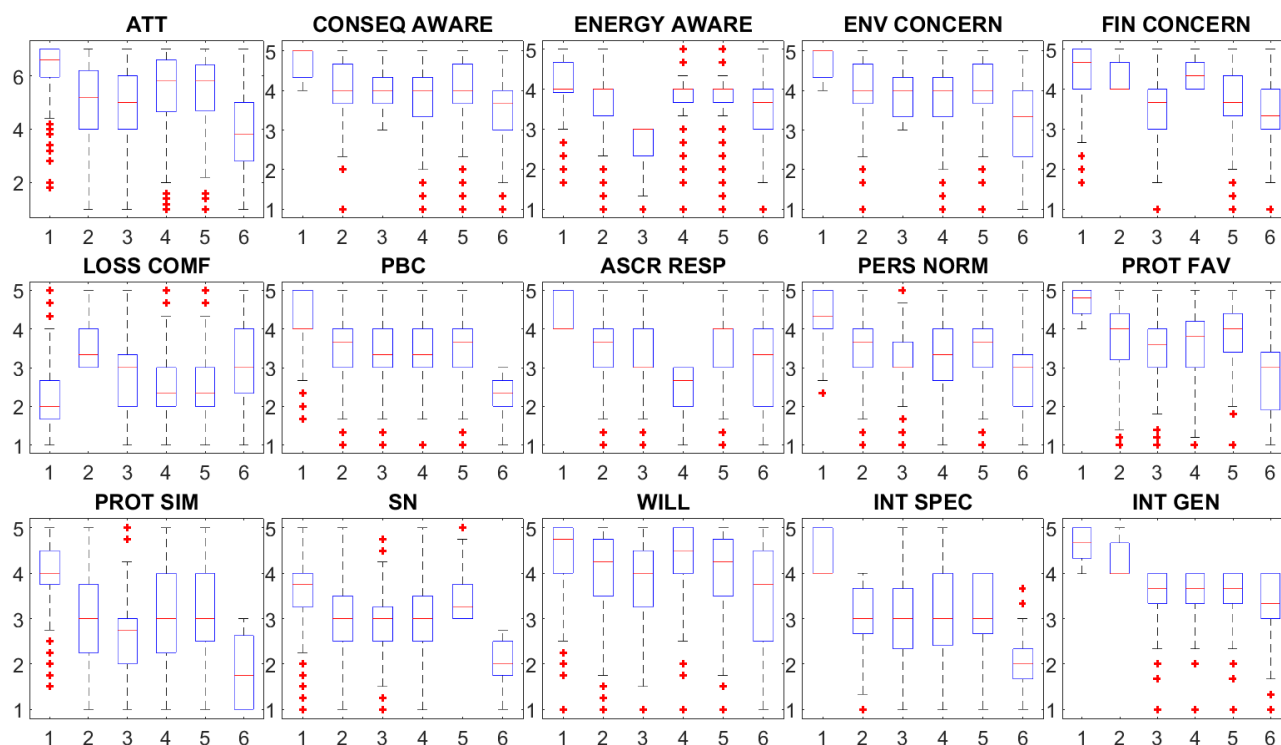 ATT
6
4
2
1 2 3 4 5 6
CONSEQ AWARE
5
4
3
2
1
1 2 3 4 5 6
ENERGY AWARE
5
4
3
2
1
1 2 3 4 5 6
ENV CONCERN
5
4
3
2
1
1 2 3 4 5 6
FIN CONCERN
5
4
3
2
1
1 2 3 4 5 6
LOSS COMF
5
4
3
2
1
1 2 3 4 5 6
PBC
5
4
3
2
1
1 2 3 4 5 6
ASCR RESP
5
4
3
2
1
1 2 3 4 5 6
PERS NORM
5
4
3
2
1
1 2 3 4 5 6
PROT FAV
5
4
3
2
1
1 2 3 4 5 6
PROT SIM
5
4
3
2
1
1 2 3 4 5 6
SN
5
4
3
2
1
1 2 3 4 5 6
WILL
5
4
3
2
1
1 2 3 4 5 6
INT SPEC
5
4
3
2
1
1 2 3 4 5 6
INT GEN
5
4
3
2
1
1 2 3 4 5 6